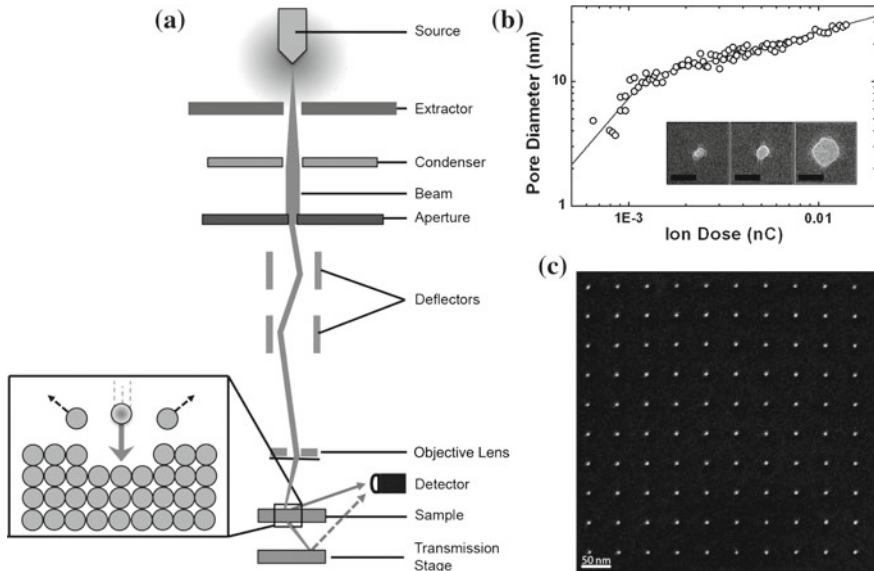 (a)
Source
Extractor
Condenser
Beam
Aperture
Deflectors
Objective Lens
Detector
Sample
Transmission
Stage
(b)
Pore Diameter (nm)
10
1
1E-3
0.01
Ion Dose (nC)
(c)
50 nm